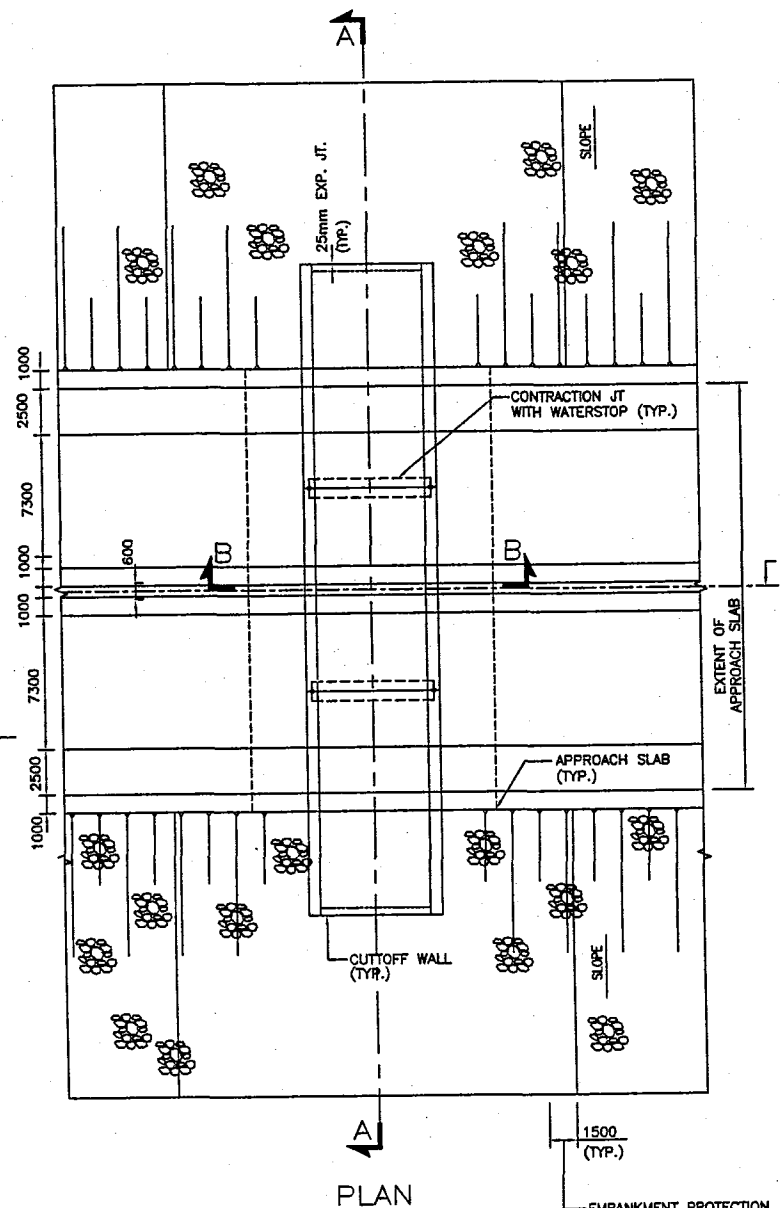 A
SLOPE
25mm EXP. JT.
(TYP.)
1000
2500
CONTRACTION JT
WITH WATERSTOP (TYP.)
7300
1000
600
B
B
1000
EXTENT OF
APPROACH SLAB
7300
2500
APPROACH SLAB
(TYP.)
1000
CUTTOFF WALL
(TYP.)
SLOPE
A
1500
(TYP.)
PLAN
EMBANKMENT PROTECTION